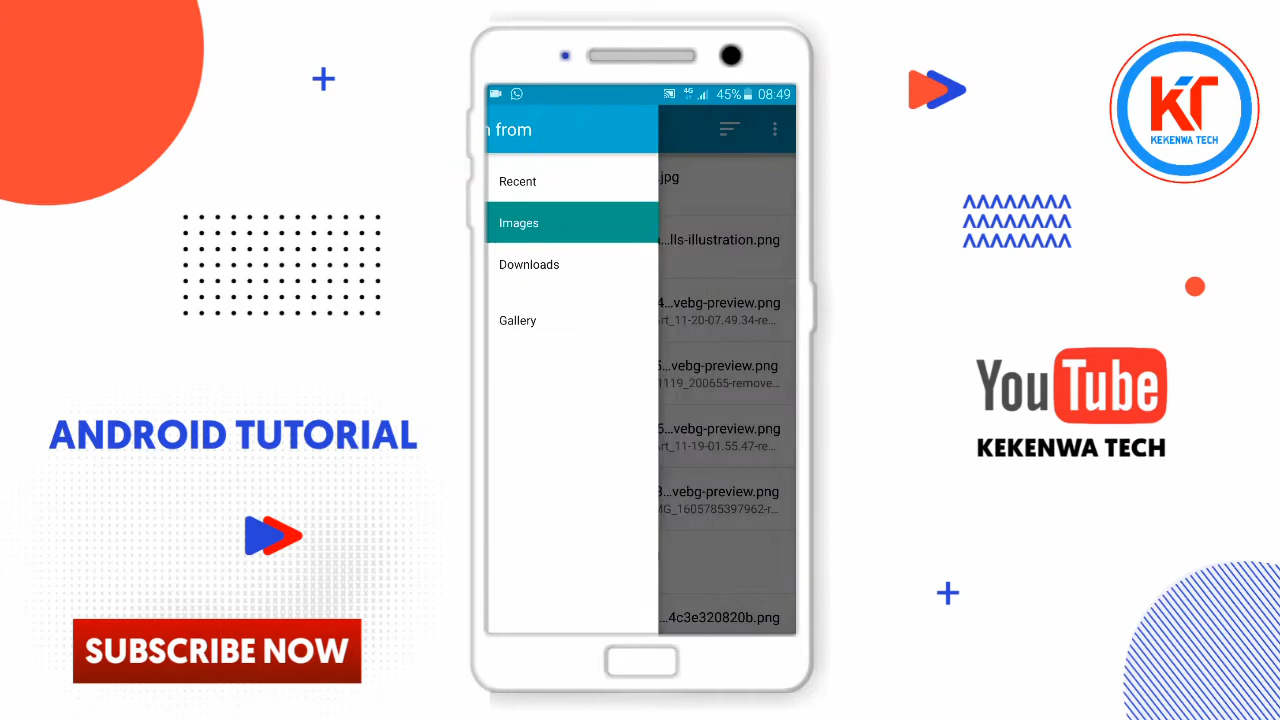 KT
KEKENWA TECH
4G 45% 08:49
from
Recent
Images
Downloads
Gallery
.jpg
...lls-illustration.png
4...vebg-preview.png
rt_11-20-07.49.34-re...
5...vebg-preview.png
1119_200655-remove...
5...vebg-preview.png
rt_11-19-01.55.47-re...
3...vebg-preview.png
MG_1605785397962-r...
...4c3e320820b.png
ANDROID TUTORIAL
SUBSCRIBE NOW
YouTube
KEKENWA TECH